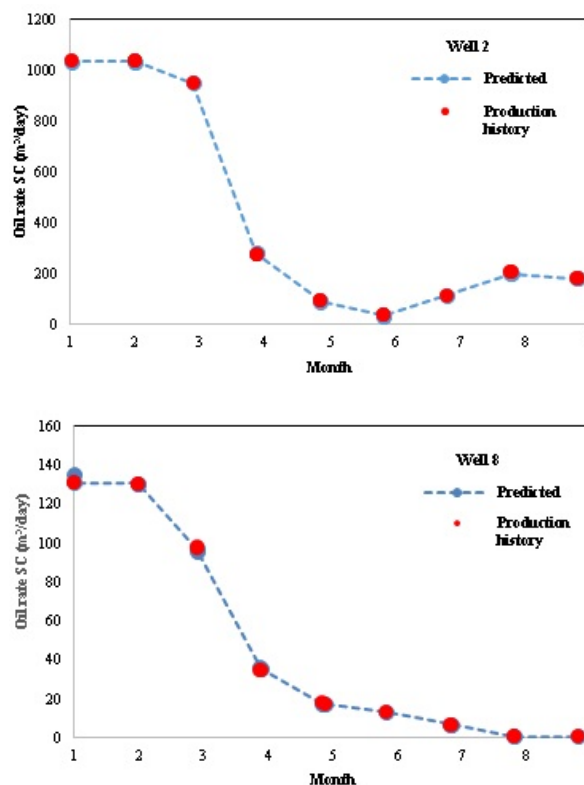 1200
1000
800
600
400
200
0
Oil rate SC (m³/day)
Well 2
Predicted
Production
history
1 2 3 4 5 6 7 8
Month
160
140
120
100
80
60
40
20
0
Oil rate SC (m³/day)
Well 8
Predicted
Production
history
1 2 3 4 5 6 7 8
Month